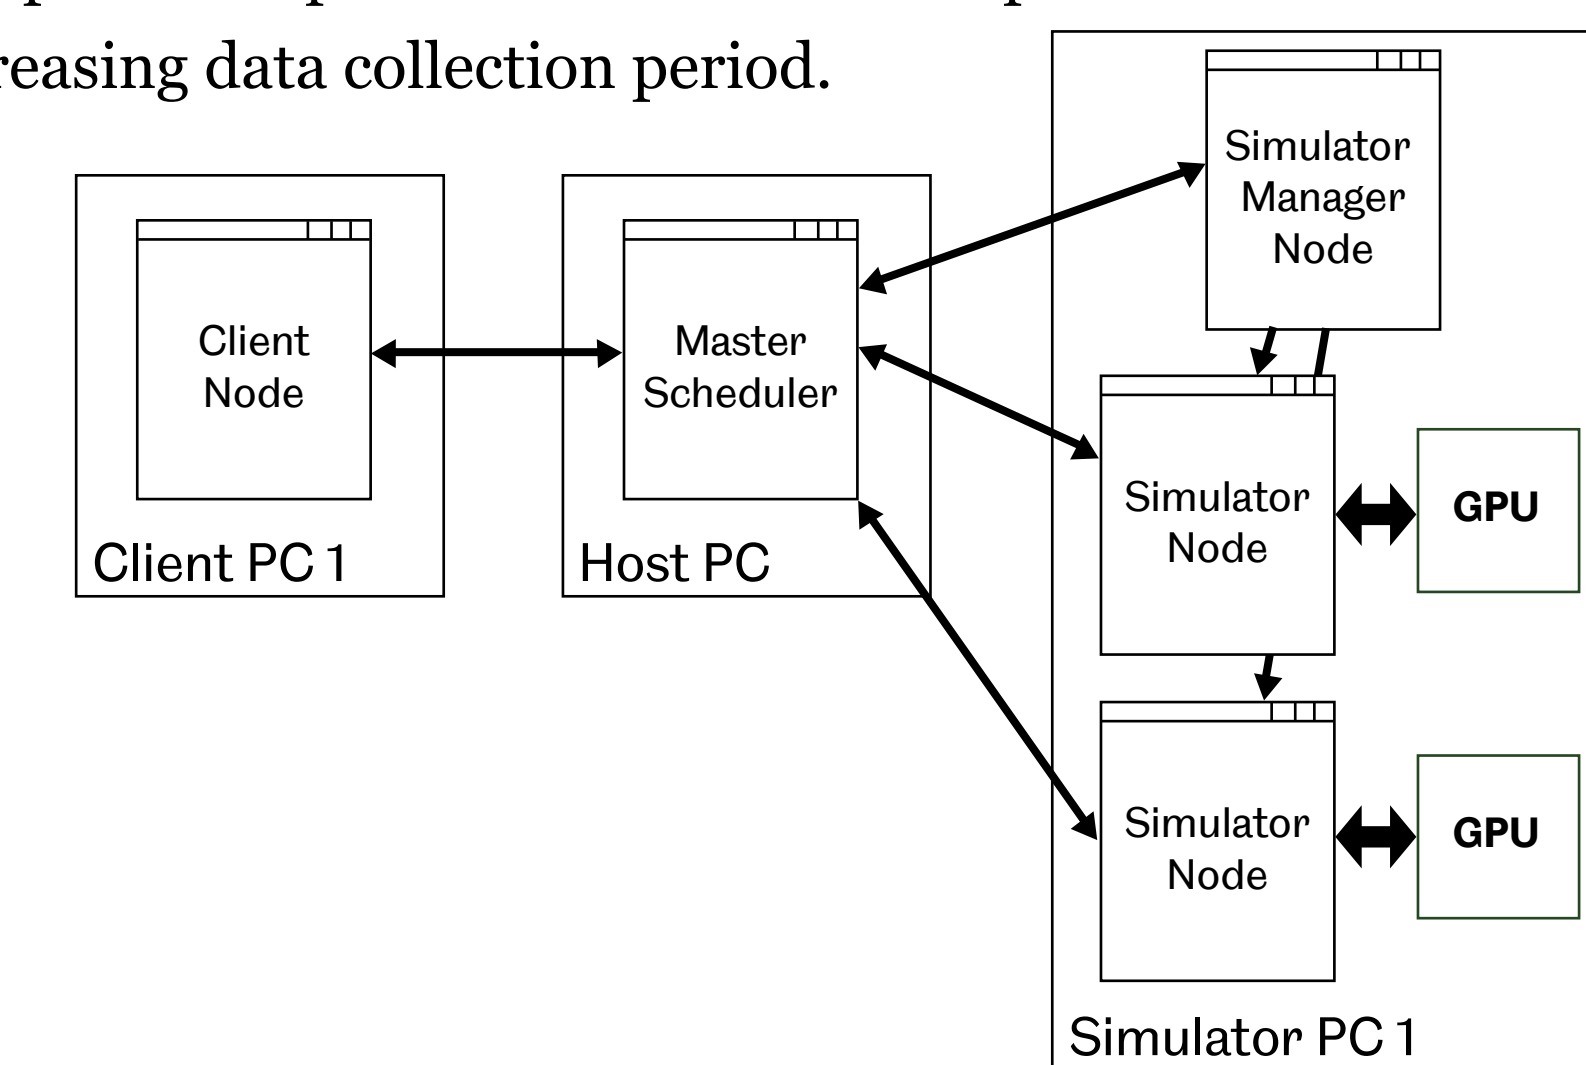 creasing data collection period.
Simulator
Manager
Node
Client
Node
Master
Scheduler
Simulator
Node
GPU
Client PC 1
Host PC
Simulator
Node
GPU
Simulator PC 1